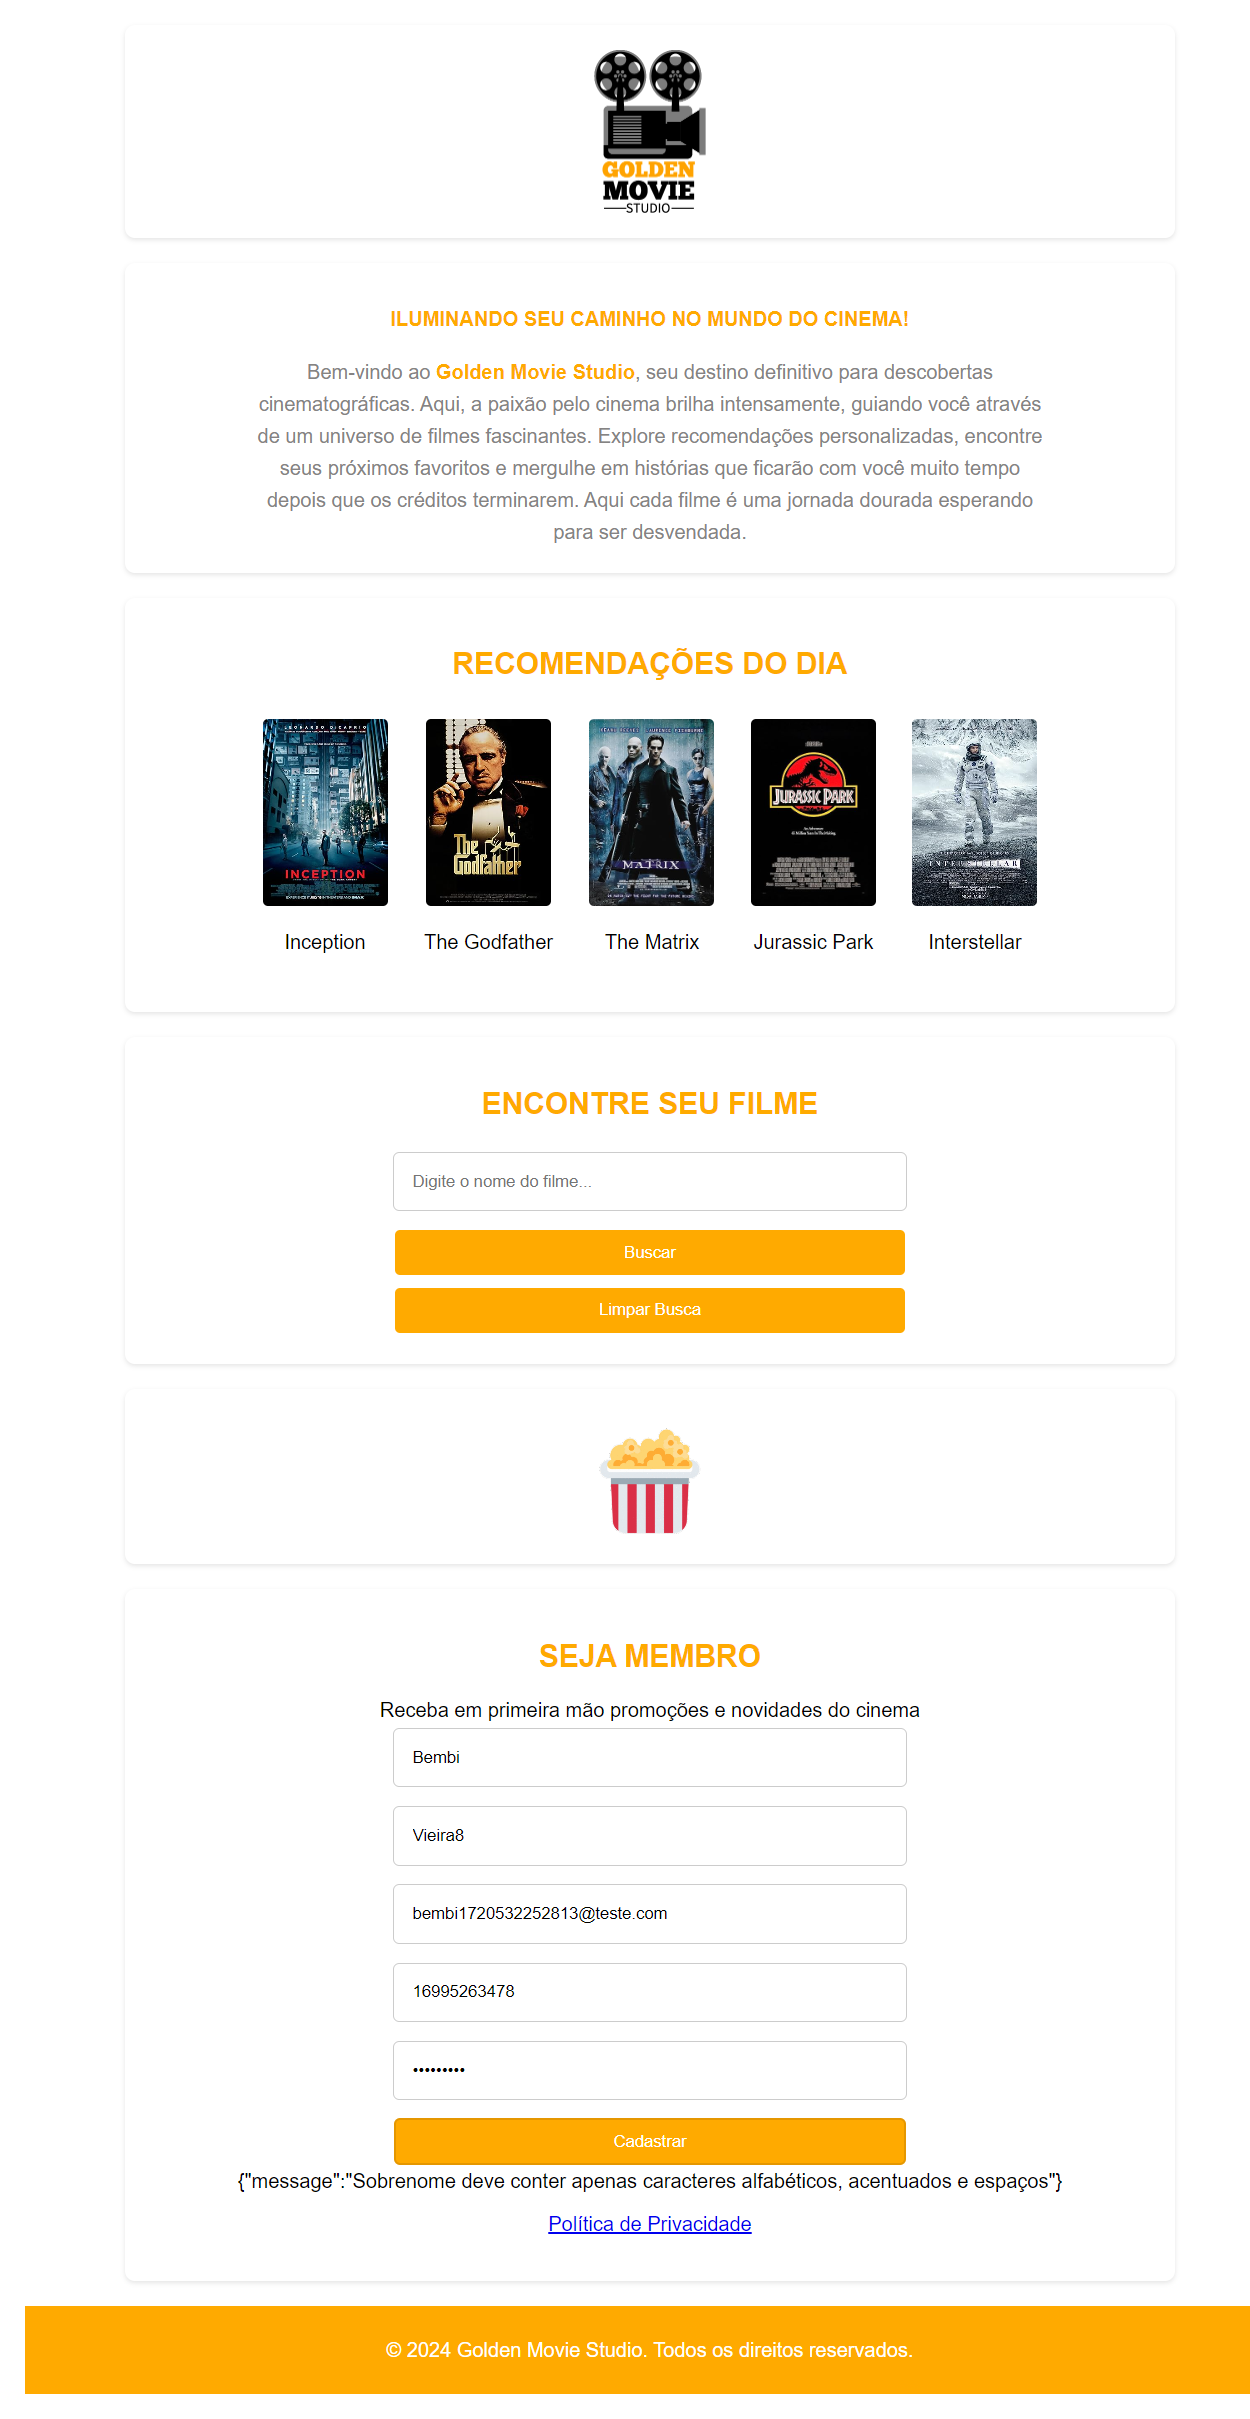 GOLDEN
MOVIE
STUDIO
ILUMINANDO SEU CAMINHO NO MUNDO DO CINEMA!
Bem-vindo ao Golden Movie Studio, seu destino definitivo para descobertas
cinematográficas. Aqui, a paixão pelo cinema brilha intensamente, guiando você através
de um universo de filmes fascinantes. Explore recomendações personalizadas, encontre
seus próximos favoritos e mergulhe em histórias que ficarão com você muito tempo
depois que os créditos terminarem. Aqui cada filme é uma jornada dourada esperando
para ser desvendada.
RECOMENDAÇÕES DO DIA
LEONARDO DICAPRIO
INCEPTION
The
Godfather
KEANU REEVES LAURENCE FISHBURNE
MATRIX
JURASSIC PARK
INTERSTELLAR
Inception
The Godfather
The Matrix
Jurassic Park
Interstellar
ENCONTRE SEU FILME
Digite o nome do filme...
Buscar
Limpar Busca
SEJA MEMBRO
Receba em primeira mão promoções e novidades do cinema
Bembi
Vieira8
bembi1720532252813@teste.com
16995263478
•••••••••
Cadastrar
{"message":"Sobrenome deve conter apenas caracteres alfabéticos, acentuados e espaços"}
Política de Privacidade
© 2024 Golden Movie Studio. Todos os direitos reservados.